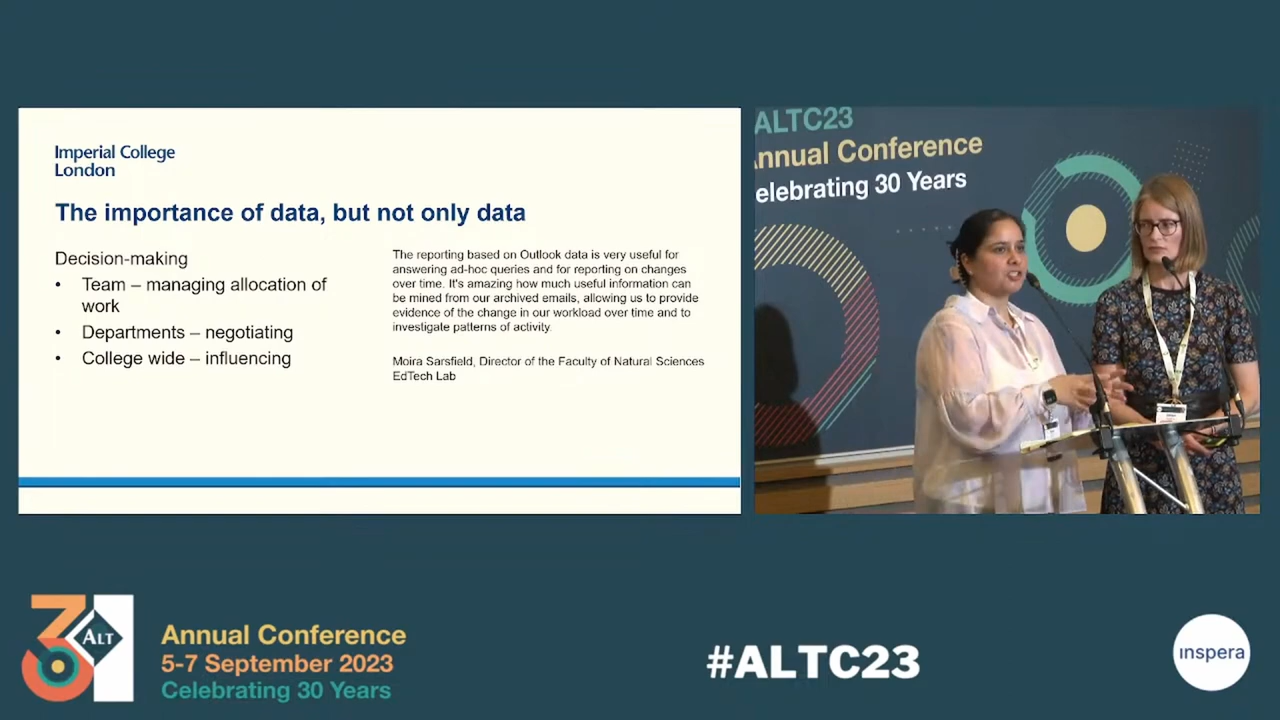 Imperial College
London
The importance of data, but not only data
Decision-making
• Team – managing allocation of
work
• Departments – negotiating
• College wide – influencing
The reporting based on Outlook data is very useful for
answering ad-hoc queries and for reporting on changes
over time. It's amazing how much useful information can
be mined from our archived emails, allowing us to provide
evidence of the change in our workload over time and to
investigate patterns of activity.
Moira Sarsfield, Director of the Faculty of Natural Sciences
EdTech Lab
ALTC23
Annual Conference
elebrating 30 Years
3
ALT
Annual Conference
5-7 September 2023
Celebrating 30 Years
#ALTC23
inspera